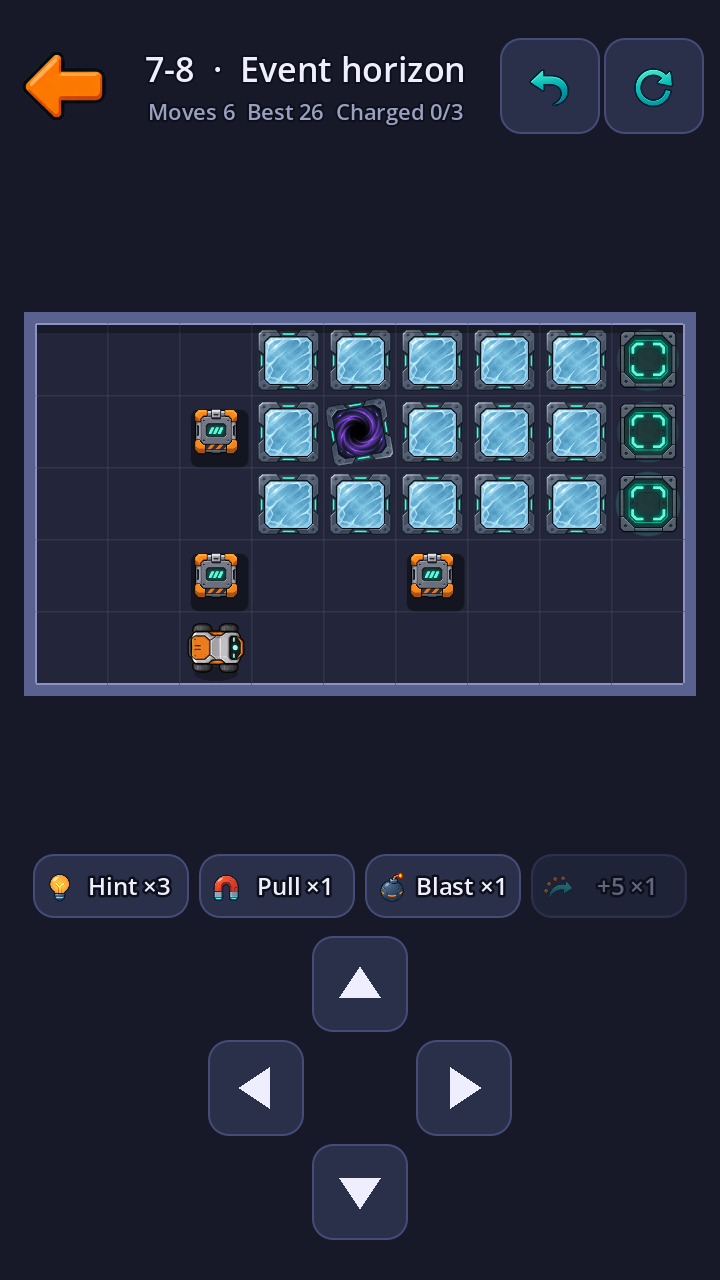 7-8 · Event horizon
Moves 6 Best 26 Charged 0/3
Hint ×3 Pull ×1 Blast ×1 +5 ×1